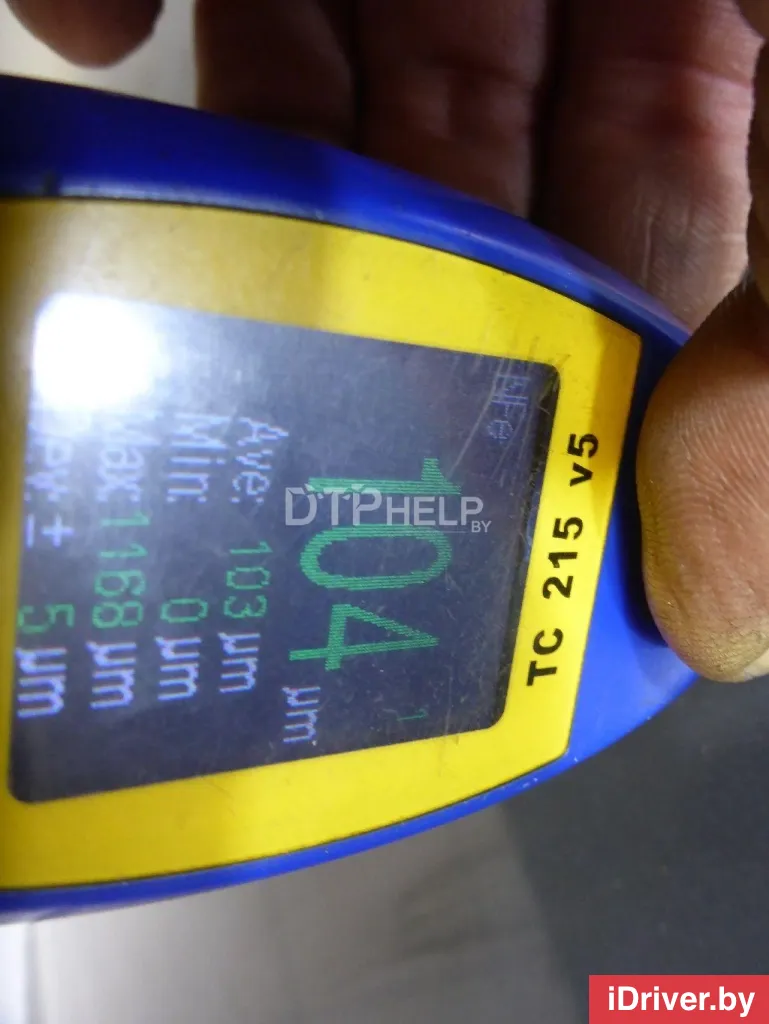 TC 215 v5
104 µm
1
Ave: 103 µm
Min: 0 µm
Max: 1168 µm
5 µm
DTPHELP
BY
iDriver.by